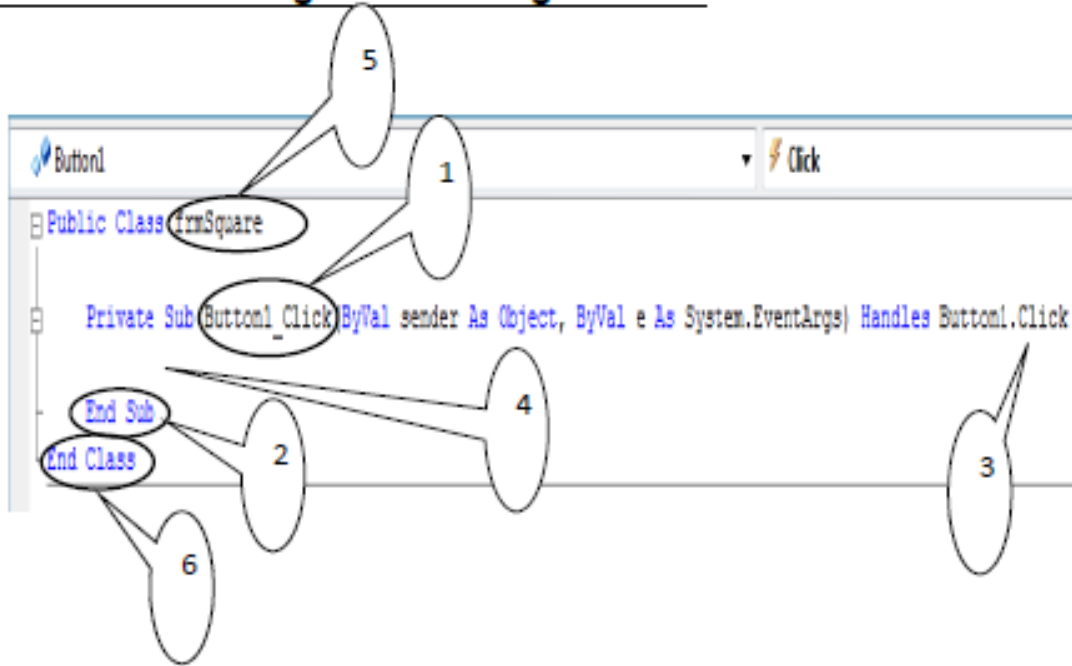 5
Button1
Click
1
Public Class frmSquare
Private Sub Button1_Click(ByVal sender As Object, ByVal e As System.EventArgs) Handles Button1.Click
4
End Sub
2
End Class
3
6